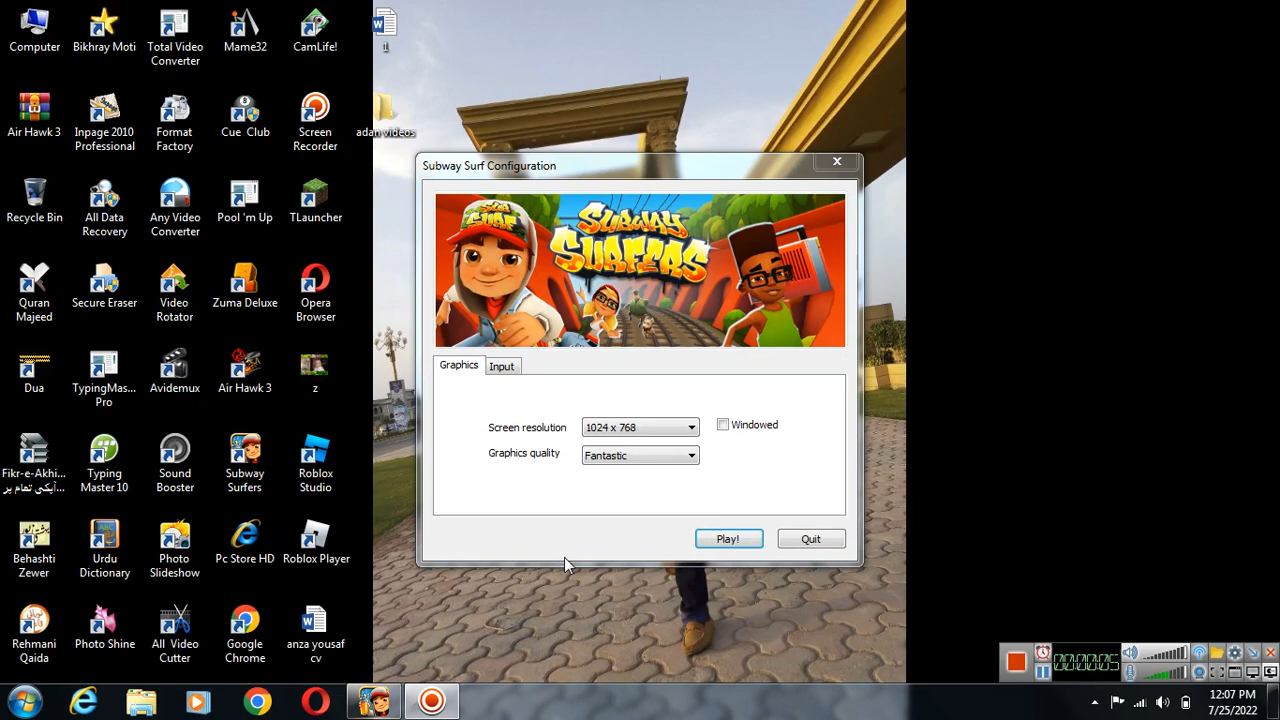 Computer
Bikhray Moti
Total Video
Converter
Mame32
CamLife!
1
Air Hawk 3
Inpage 2010
Professional
Format
Factory
Cue Club
Screen
Recorder
adan videos
Recycle Bin
All Data
Recovery
Any Video
Converter
Pool 'm Up
TLauncher
Quran
Majeed
Secure Eraser
Video
Rotator
Zuma Deluxe
Opera
Browser
Dua
TypingMas...
Pro
Avidemux
Air Hawk 3
z
Fikr-e-Akhi...
Typing
Master 10
Sound
Booster
Subway
Surfers
Roblox
Studio
Behashti
Zewer
Urdu
Dictionary
Photo
Slideshow
Pc Store HD
Roblox Player
Rehmani
Qaida
Photo Shine
All Video
Cutter
Google
Chrome
anza yousaf
cv
Subway Surf Configuration
SUBWAY
SURFERS
Graphics
Input
Screen resolution
1024 x 768
Windowed
Graphics quality
Fantastic
Play!
Quit
000005
12:07 PM
7/25/2022